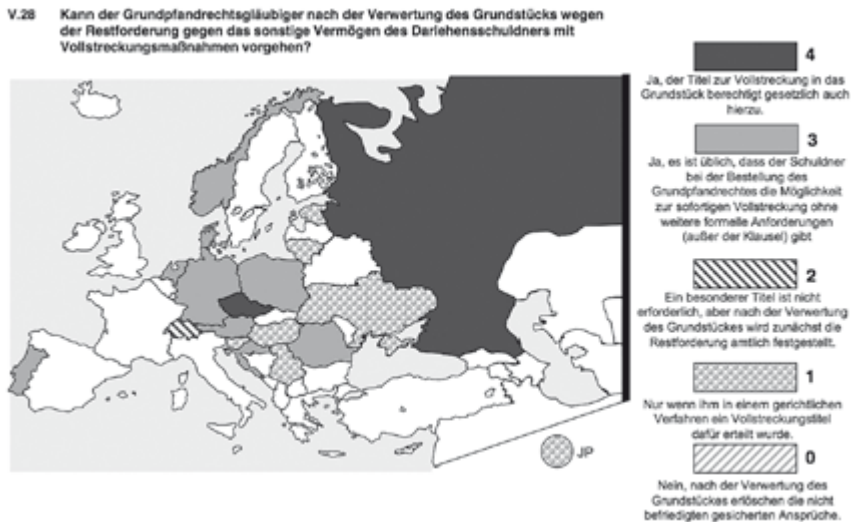 V.28 Kann der Grundpfandrechtsgläubiger nach der Verwertung des Grundstücks wegen
der Restforderung gegen das sonstige Vermögen des Darlehensschuldners mit
Vollstreckungsmaßnahmen vorgehen?
4
Ja, der Titel zur Vollstreckung in das
Grundstück berechtigt gesetzlich auch
hierzu.
3
Ja, es ist üblich, dass der Schuldner
bei der Bestellung des
Grundpfandrechtes die Möglichkeit
zur sofortigen Vollstreckung ohne
weitere formelle Anforderungen
(außer der Klausel) gibt
2
Ein besonderer Titel ist nicht
erforderlich, aber nach der Verwertung
des Grundstückes wird zunächst die
Restforderung amtlich festgestellt.
1
Nur wenn ihm in einem gerichtlichen
Verfahren ein Vollstreckungstitel
dafür erteilt wurde.
0
Nein, nach der Verwertung des
Grundstückes erlöschen die nicht
befriedigten gesicherten Ansprüche.
JP